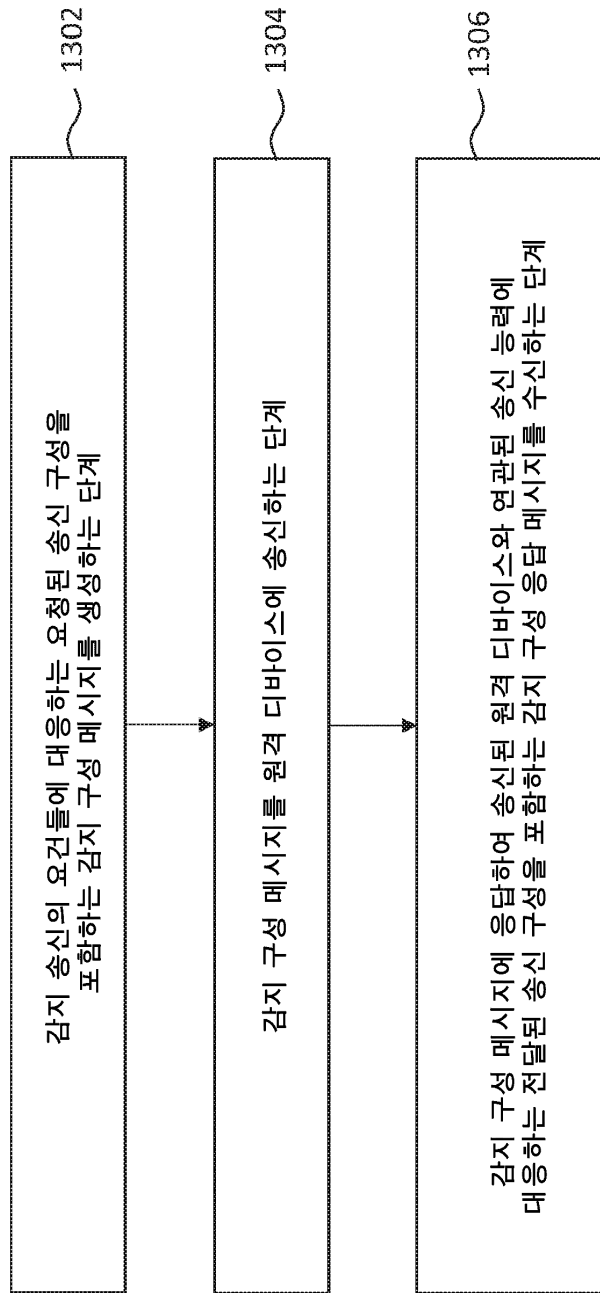 감지 송신의 요건들에 대응하는 요청된 송신 구성을
포함하는 감지 구성 메시지를 생성하는 단계
1302
감지 구성 메시지를 원격 디바이스에 송신하는 단계
1304
감지 구성 메시지에 응답하여 송신된 원격 디바이스와 연관된 송신 능력에
대응하는 전달된 송신 구성을 포함하는 감지 구성 응답 메시지를 수신하는 단계
1306